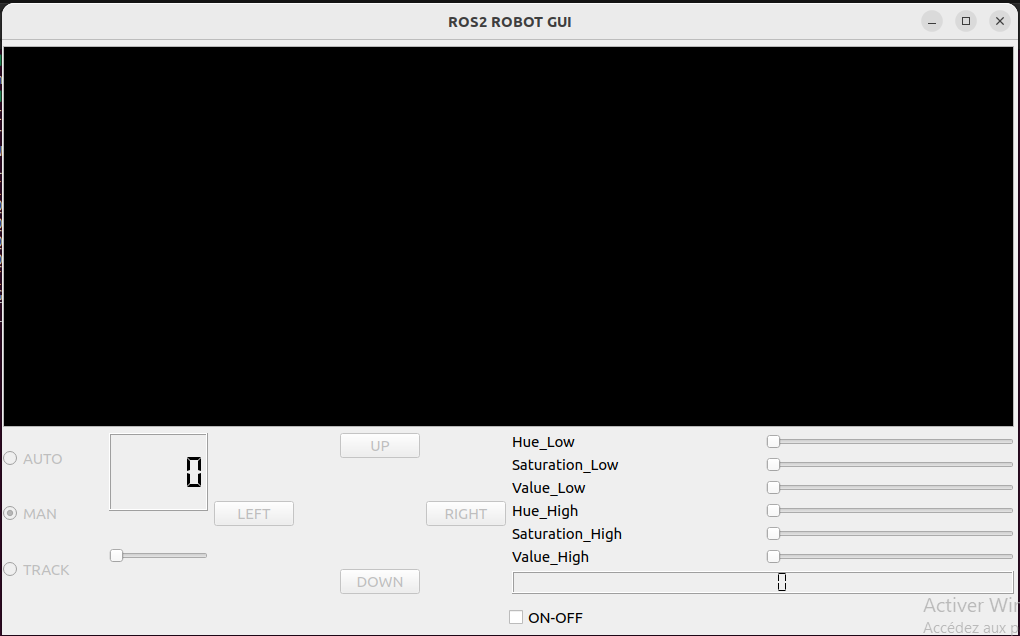 ROS2 ROBOT GUI
AUTO
0
UP
Hue_Low
Saturation_Low
Value_Low
MAN
LEFT
RIGHT
Hue_High
Saturation_High
Value_High
TRACK
DOWN
0
ON-OFF
Activer
Accédez aux